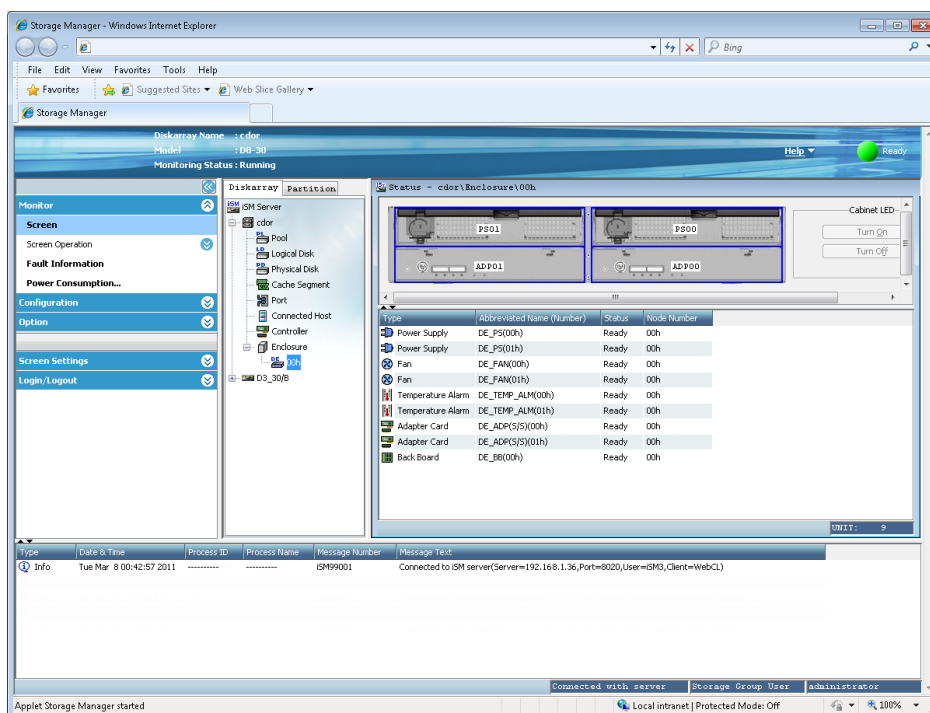 Storage Manager - Windows Internet Explorer
Bing
File Edit View Favorites Tools Help
Favorites Suggested Sites Web Slice Gallery
Storage Manager
Diskarray Name : cdor
Model : D8-30
Monitoring Status : Running
Help
Ready
Monitor
Screen
Screen Operation
Fault Information
Power Consumption...
Configuration
Option
Screen Settings
Login/Logout
Diskarray Partition
iSM iSM Server
cdor
PL Pool
LD Logical Disk
PD Physical Disk
Cache Segment
Port
Connected Host
Controller
Enclosure
DE 00h
D3_30/B
Status - cdor\Enclosure\00h
PS01 PS00
ADP01 ADP00
Cabinet LED
Turn On
Turn Off
Type Abbreviated Name (Number) Status Node Number
Power Supply DE_PS(00h) Ready 00h
Power Supply DE_PS(01h) Ready 00h
Fan DE_FAN(00h) Ready 00h
Fan DE_FAN(01h) Ready 00h
Temperature Alarm DE_TEMP_ALM(00h) Ready 00h
Temperature Alarm DE_TEMP_ALM(01h) Ready 00h
Adapter Card DE_ADP(S/S)(00h) Ready 00h
Adapter Card DE_ADP(S/S)(01h) Ready 00h
Back Board DE_BB(00h) Ready 00h
UNIT: 9
Type Date & Time Process ID Process Name Message Number Message Text
Info Tue Mar 8 00:42:57 2011 ---------- ---------- iSM99001 Connected to iSM server(Server=192.168.1.36,Port=8020,User=iSM3,Client=WebCL)
Connected with server Storage Group User administrator
Applet Storage Manager started Local intranet | Protected Mode: Off 100%